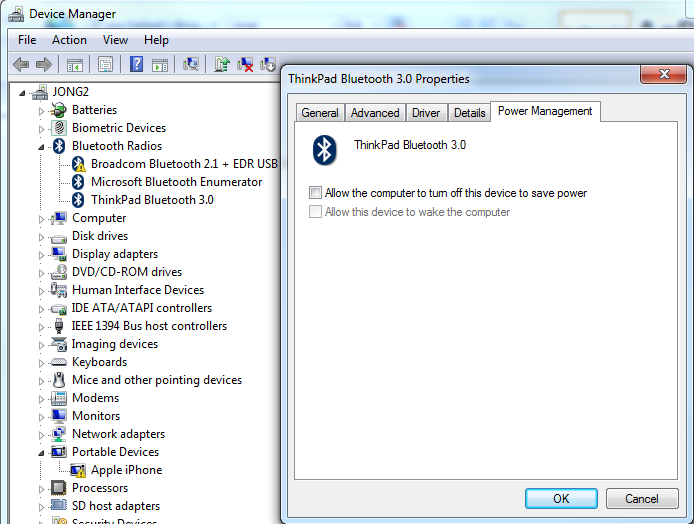 Device Manager
File Action View Help
JONG2
Batteries
Biometric Devices
Bluetooth Radios
Broadcom Bluetooth 2.1 + EDR USB
Microsoft Bluetooth Enumerator
ThinkPad Bluetooth 3.0
Computer
Disk drives
Display adapters
DVD/CD-ROM drives
Human Interface Devices
IDE ATA/ATAPI controllers
IEEE 1394 Bus host controllers
Imaging devices
Keyboards
Mice and other pointing devices
Modems
Monitors
Network adapters
Portable Devices
Apple iPhone
Processors
SD host adapters
Security Devices
ThinkPad Bluetooth 3.0 Properties
General Advanced Driver Details Power Management
ThinkPad Bluetooth 3.0
Allow the computer to turn off this device to save power
Allow this device to wake the computer
OK Cancel